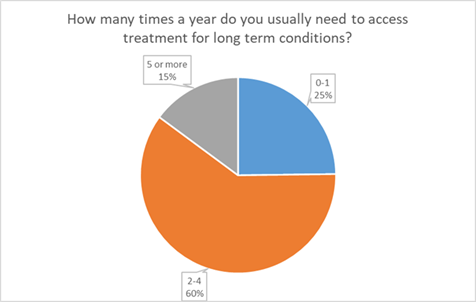 How many times a year do you usually need to access
treatment for long term conditions?
5 or more
15%
0-1
25%
2-4
60%